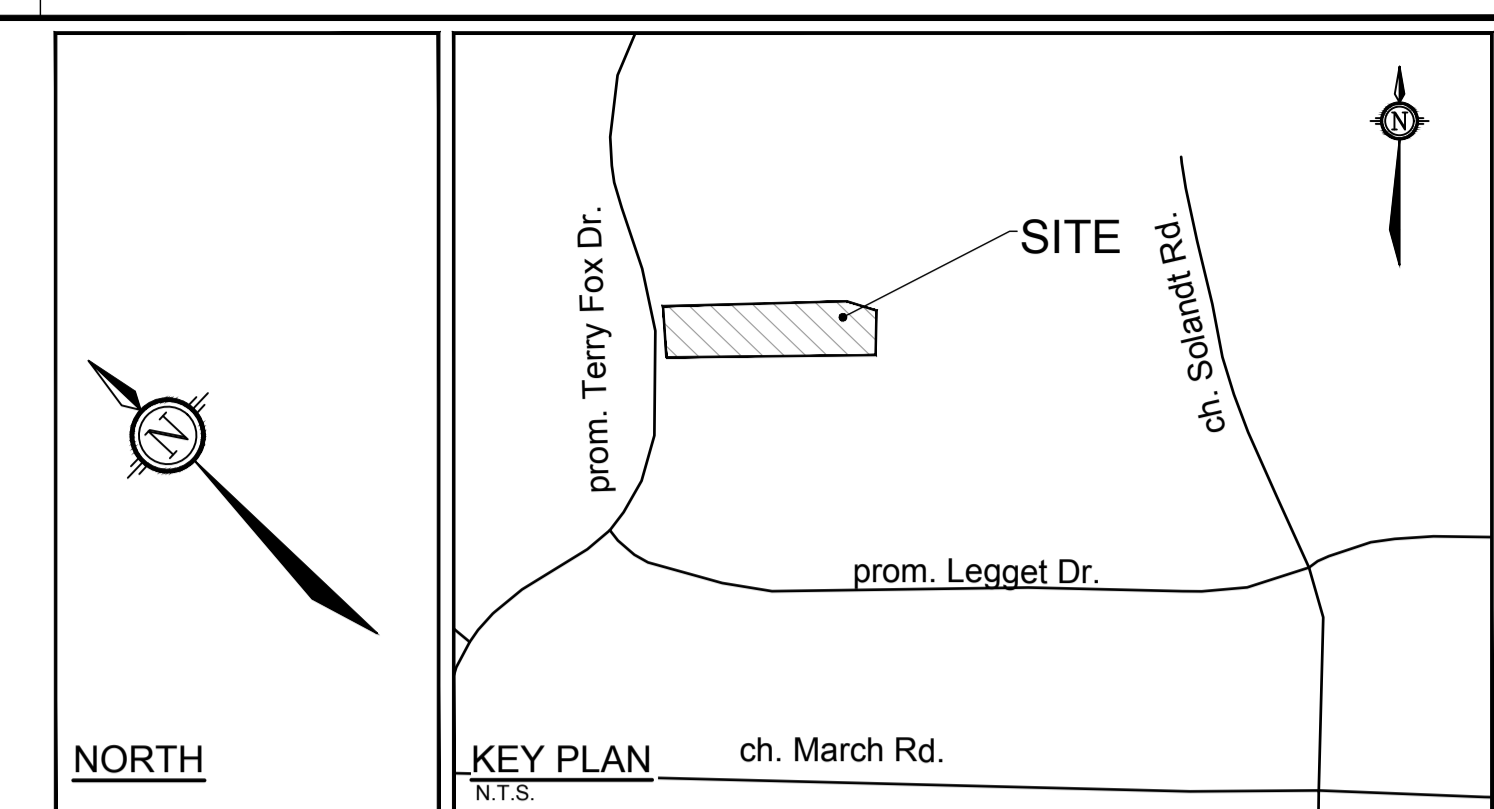 N
NORTH
N
SITE
prom. Terry Fox Dr.
ch. Solandt Rd.
prom. Legget Dr.
ch. March Rd.
KEY PLAN
N.T.S.